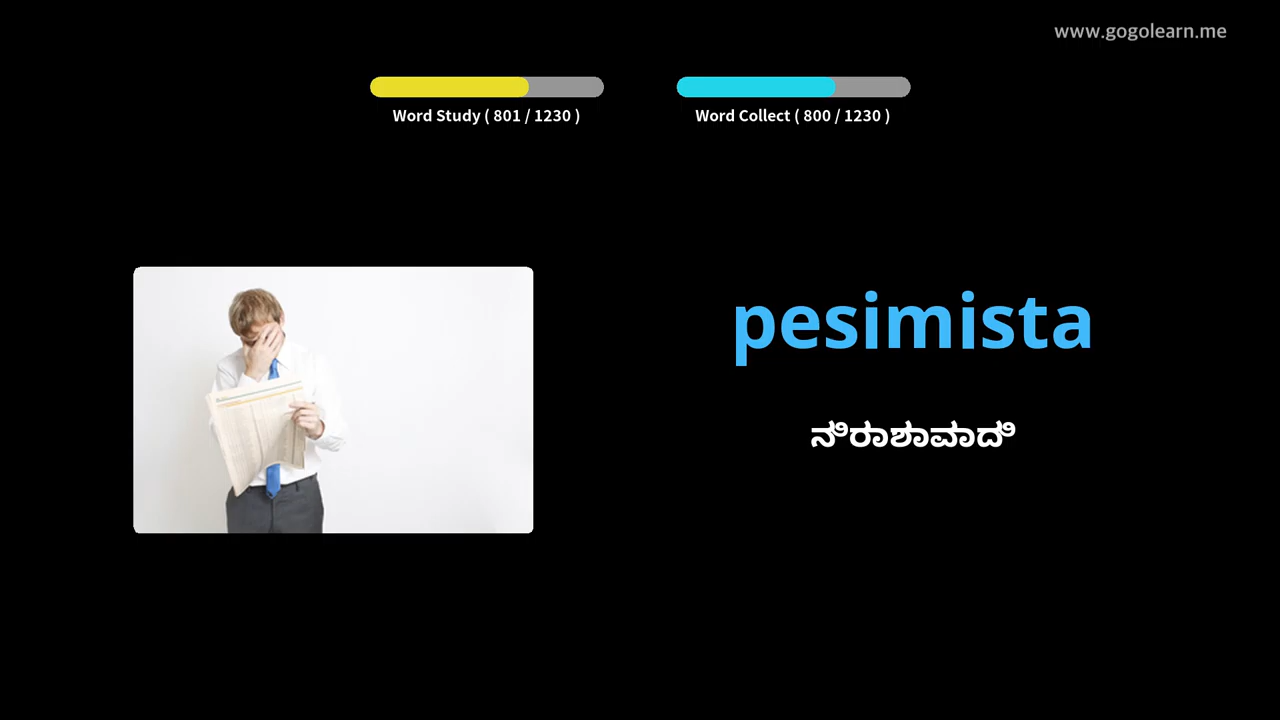 www.gogolearn.me
Word Study ( 801 / 1230 )
Word Collect ( 800 / 1230 )
pesimista
ನಿರಾಶಾವಾದಿ